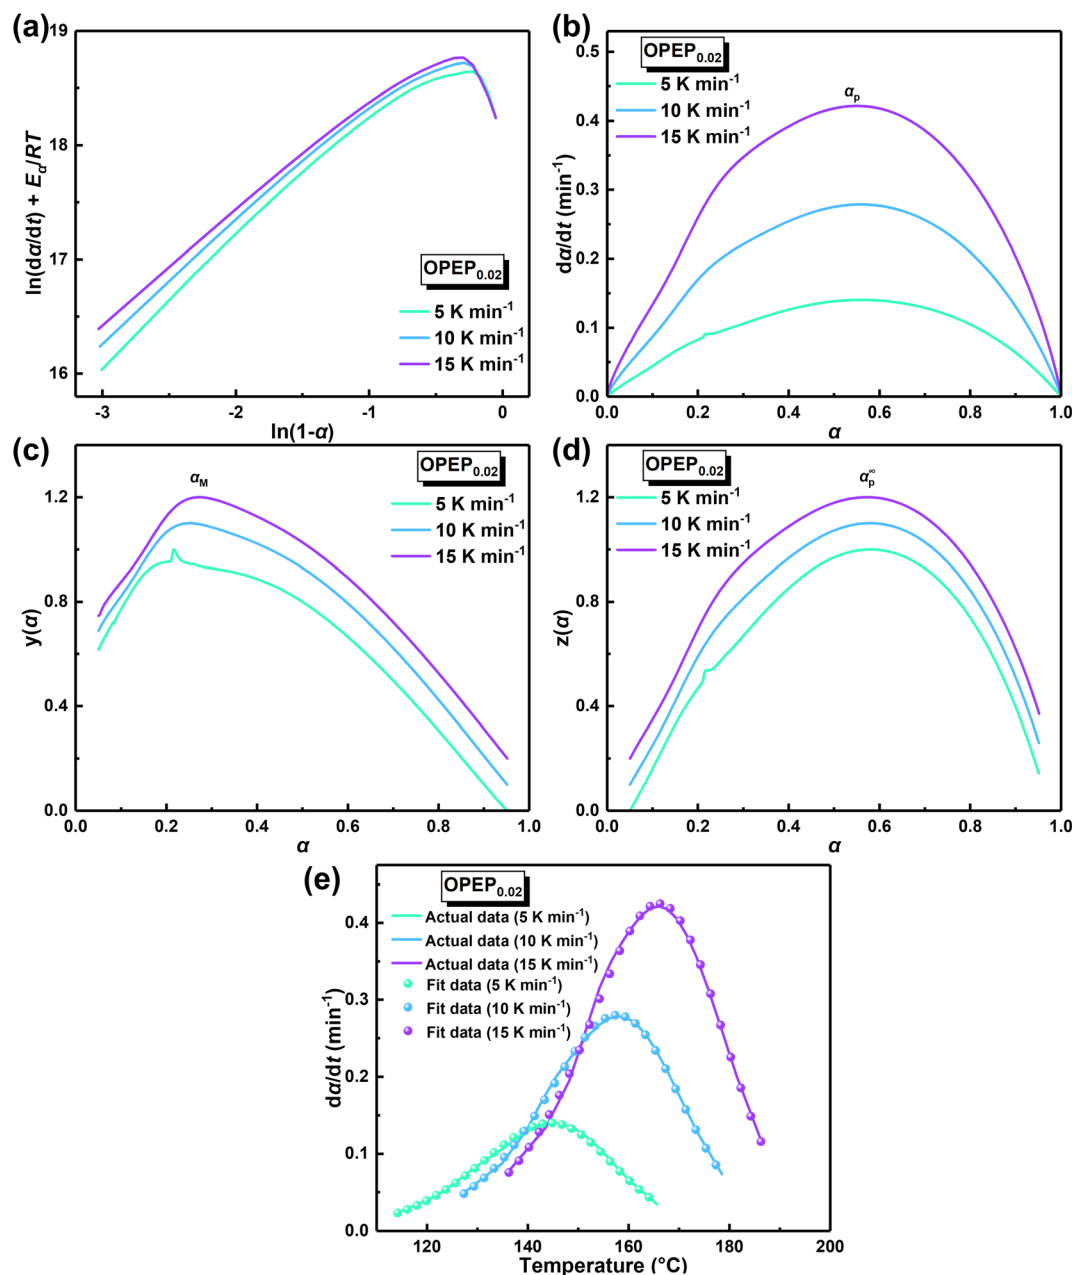 (a)
19
18
17
16
ln(dα/dt) + Eα/RT
OPEP0.02
5 K min-1
10 K min-1
15 K min-1
-3 -2 -1 0
ln(1-α)
(b)
0.5
0.4
0.3
0.2
0.1
0.0
dα/dt (min-1)
OPEP0.02
5 K min-1
10 K min-1
15 K min-1
αp
0.0 0.2 0.4 0.6 0.8 1.0
α
(c)
1.2
0.8
0.4
0.0
y(α)
αM
OPEP0.02
5 K min-1
10 K min-1
15 K min-1
0.0 0.2 0.4 0.6 0.8 1.0
α
(d)
1.2
0.8
0.4
0.0
z(α)
OPEP0.02
5 K min-1
10 K min-1
15 K min-1
αp∞
0.0 0.2 0.4 0.6 0.8 1.0
α
(e)
0.4
0.3
0.2
0.1
0.0
dα/dt (min-1)
OPEP0.02
Actual data (5 K min-1)
Actual data (10 K min-1)
Actual data (15 K min-1)
Fit data (5 K min-1)
Fit data (10 K min-1)
Fit data (15 K min-1)
120 140 160 180 200
Temperature (°C)